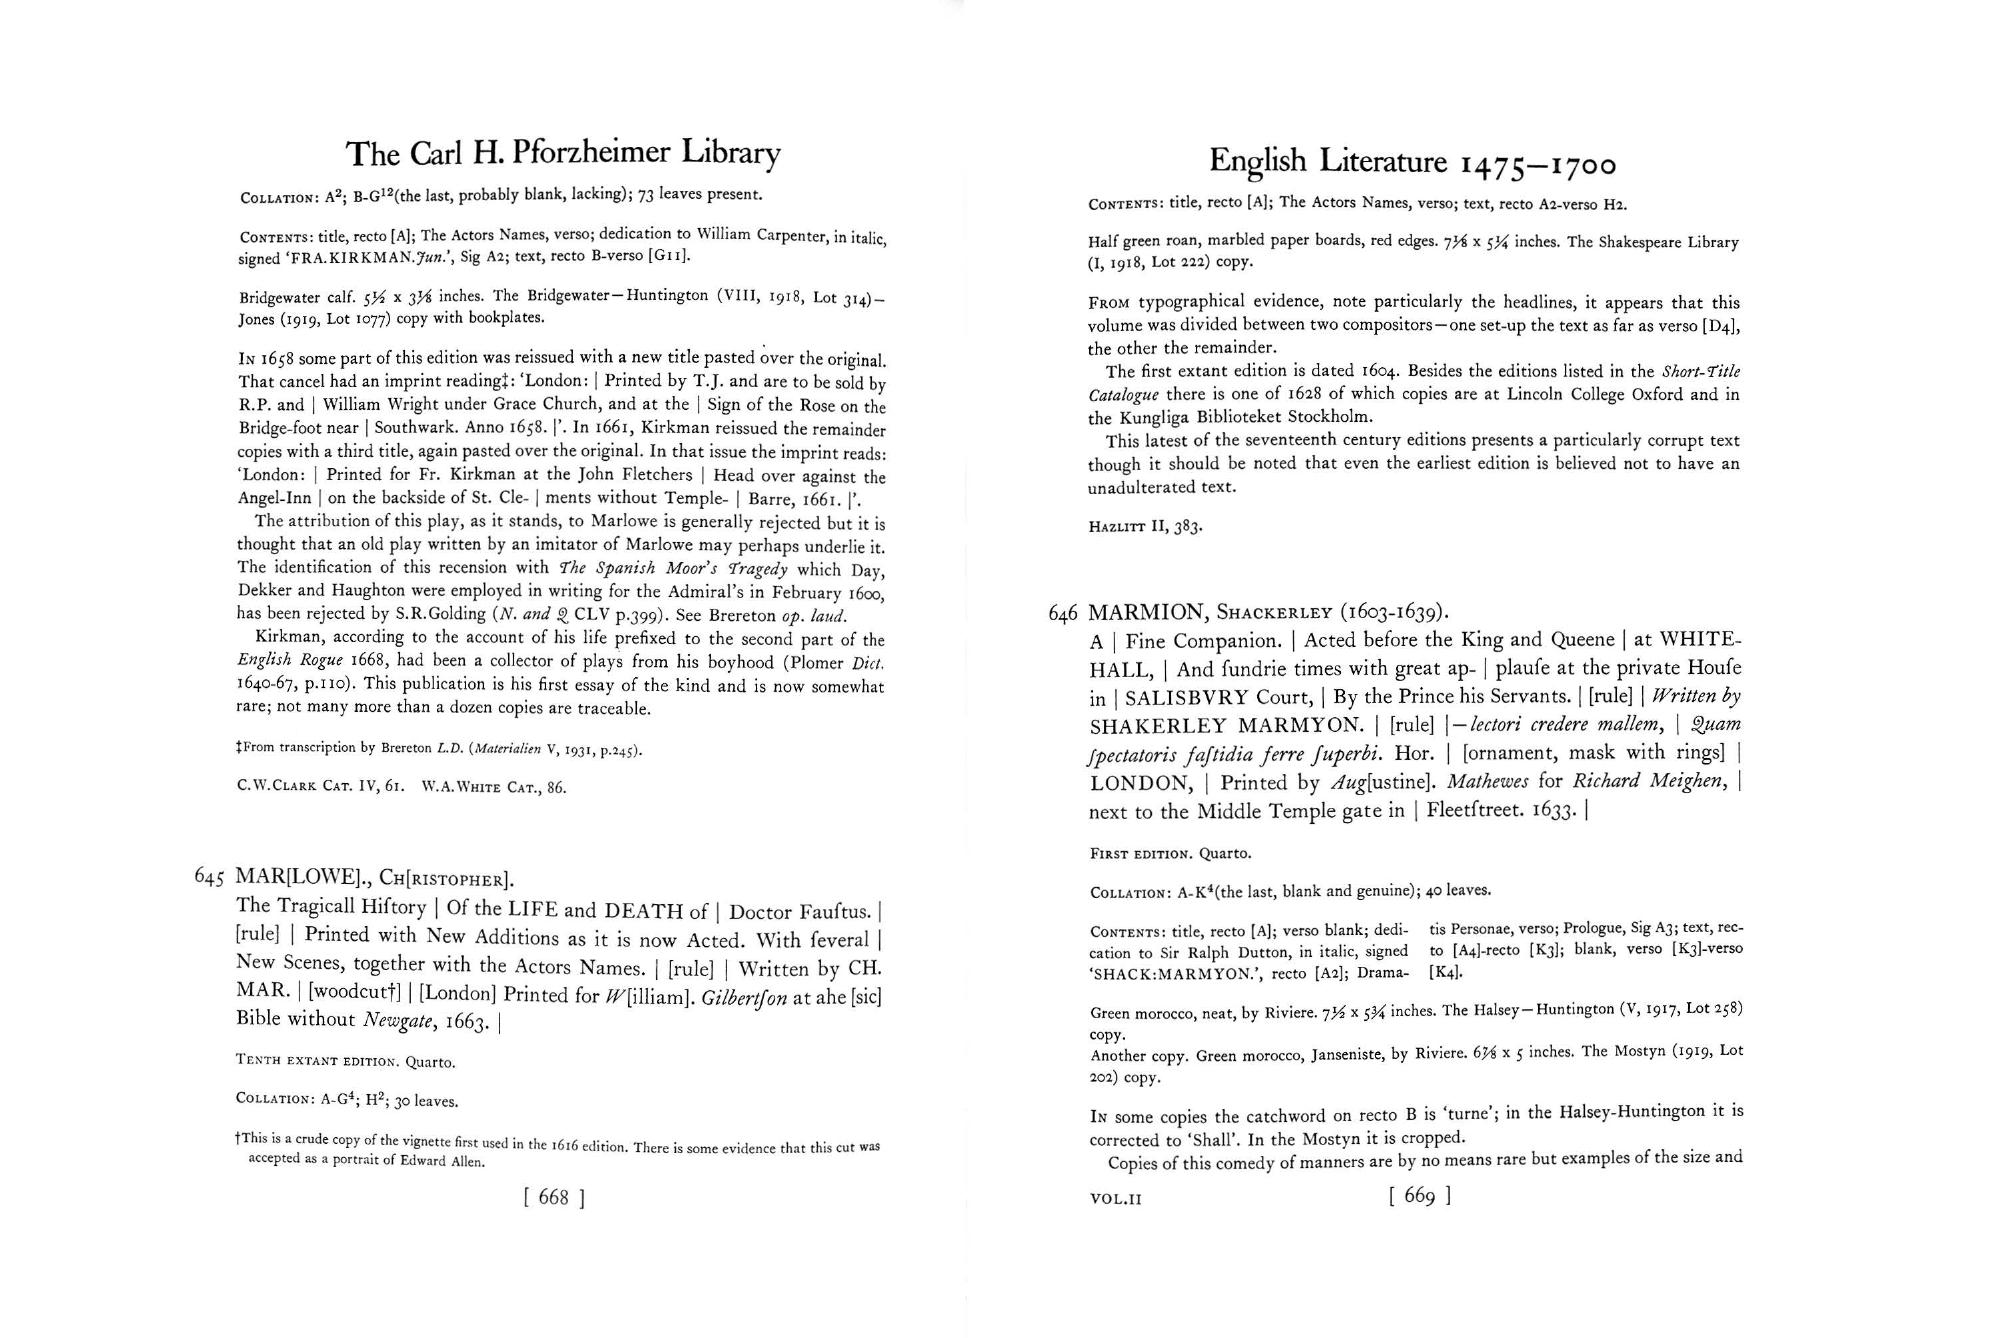 The Carl H. Pforzheimer Library
COLLATION: A²; B-G¹²(the last, probably blank, lacking); 73 leaves present.
CONTENTS: title, recto [A]; The Actors Names, verso; dedication to William Carpenter, in italic,
signed ‘FRA.KIRKMAN.Jun.’, Sig A2; text, recto B-verso [G11].
Bridgewater calf. 5½ x 3⅜ inches. The Bridgewater—Huntington (VIII, 1918, Lot 314)—
Jones (1919, Lot 1077) copy with bookplates.
IN 1658 some part of this edition was reissued with a new title pasted over the original.
That cancel had an imprint reading‡: ‘London: | Printed by T.J. and are to be sold by
R.P. and | William Wright under Grace Church, and at the | Sign of the Rose on the
Bridge-foot near | Southwark. Anno 1658. |’. In 1661, Kirkman reissued the remainder
copies with a third title, again pasted over the original. In that issue the imprint reads:
‘London: | Printed for Fr. Kirkman at the John Fletchers | Head over against the
Angel-Inn | on the backside of St. Cle- | ments without Temple- | Barre, 1661. |’.
The attribution of this play, as it stands, to Marlowe is generally rejected but it is
thought that an old play written by an imitator of Marlowe may perhaps underlie it.
The identification of this recension with The Spanish Moor's Tragedy which Day,
Dekker and Haughton were employed in writing for the Admiral's in February 1600,
has been rejected by S.R.Golding (N. and Q. CLV p.399). See Brereton op. laud.
Kirkman, according to the account of his life prefixed to the second part of the
English Rogue 1668, had been a collector of plays from his boyhood (Plomer Dict.
1640-67, p.110). This publication is his first essay of the kind and is now somewhat
rare; not many more than a dozen copies are traceable.
‡From transcription by Brereton L.D. (Materialien V, 1931, p.245).
C.W.CLARK CAT. IV, 61. W.A.WHITE CAT., 86.
645 MAR[LOWE]., CH[RISTOPHER].
The Tragicall Hiſtory | Of the LIFE and DEATH of | Doctor Fauſtus. |
[rule] | Printed with New Additions as it is now Acted. With ſeveral |
New Scenes, together with the Actors Names. | [rule] | Written by CH.
MAR. | [woodcut†] | [London] Printed for W[illiam]. Gilbertſon at ahe [sic]
Bible without Newgate, 1663. |
TENTH EXTANT EDITION. Quarto.
COLLATION: A-G⁴; H²; 30 leaves.
†This is a crude copy of the vignette first used in the 1616 edition. There is some evidence that this cut was
accepted as a portrait of Edward Allen.
[ 668 ]
English Literature 1475—1700
CONTENTS: title, recto [A]; The Actors Names, verso; text, recto A2-verso H2.
Half green roan, marbled paper boards, red edges. 7⅛ x 5¼ inches. The Shakespeare Library
(I, 1918, Lot 222) copy.
FROM typographical evidence, note particularly the headlines, it appears that this
volume was divided between two compositors—one set-up the text as far as verso [D4],
the other the remainder.
The first extant edition is dated 1604. Besides the editions listed in the Short-Title
Catalogue there is one of 1628 of which copies are at Lincoln College Oxford and in
the Kungliga Biblioteket Stockholm.
This latest of the seventeenth century editions presents a particularly corrupt text
though it should be noted that even the earliest edition is believed not to have an
unadulterated text.
HAZLITT II, 383.
646 MARMION, SHACKERLEY (1603-1639).
A | Fine Companion. | Acted before the King and Queene | at WHITE-
HALL, | And ſundrie times with great ap- | plauſe at the private Houſe
in | SALISBVRY Court, | By the Prince his Servants. | [rule] | Written by
SHAKERLEY MARMYON. | [rule] |—lectori credere mallem, | Quam
ſpectatoris faſtidia ferre ſuperbi. Hor. | [ornament, mask with rings] |
LONDON, | Printed by Aug[ustine]. Mathewes for Richard Meighen, |
next to the Middle Temple gate in | Fleetſtreet. 1633. |
FIRST EDITION. Quarto.
COLLATION: A-K⁴(the last, blank and genuine); 40 leaves.
CONTENTS: title, recto [A]; verso blank; dedi-
cation to Sir Ralph Dutton, in italic, signed
‘SHACK:MARMYON.’, recto [A2]; Drama-
tis Personae, verso; Prologue, Sig A3; text, rec-
to [A4]-recto [K3]; blank, verso [K3]-verso
[K4].
Green morocco, neat, by Riviere. 7½ x 5¾ inches. The Halsey—Huntington (V, 1917, Lot 258)
copy.
Another copy. Green morocco, Janseniste, by Riviere. 6⅞ x 5 inches. The Mostyn (1919, Lot
202) copy.
IN some copies the catchword on recto B is ‘turne’; in the Halsey-Huntington it is
corrected to ‘Shall’. In the Mostyn it is cropped.
Copies of this comedy of manners are by no means rare but examples of the size and
VOL.II
[ 669 ]